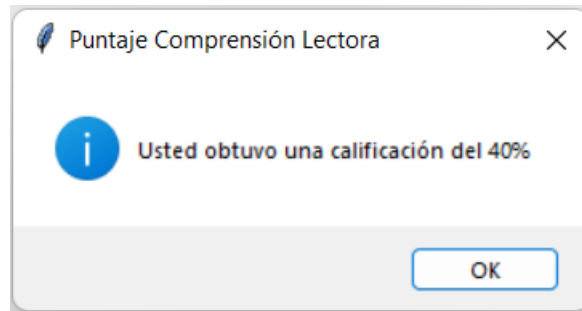 Puntaje Comprensión Lectora
Usted obtuvo una calificación del 40%
OK